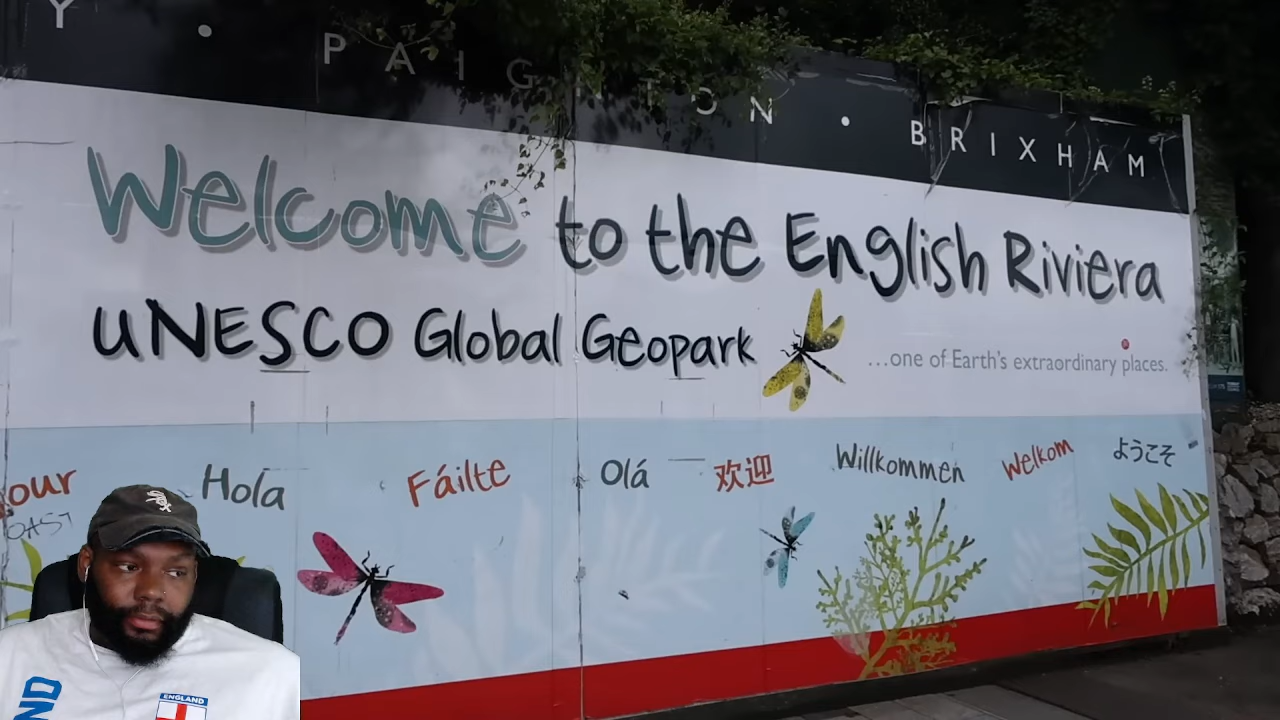 Y • PAIGNTON • BRIXHAM
Welcome to the English Riviera
UNESCO Global Geopark
...one of Earth's extraordinary places.
Hola Fáilte Olá 欢迎 Willkommen Welkom ようこそ
ENGLAND